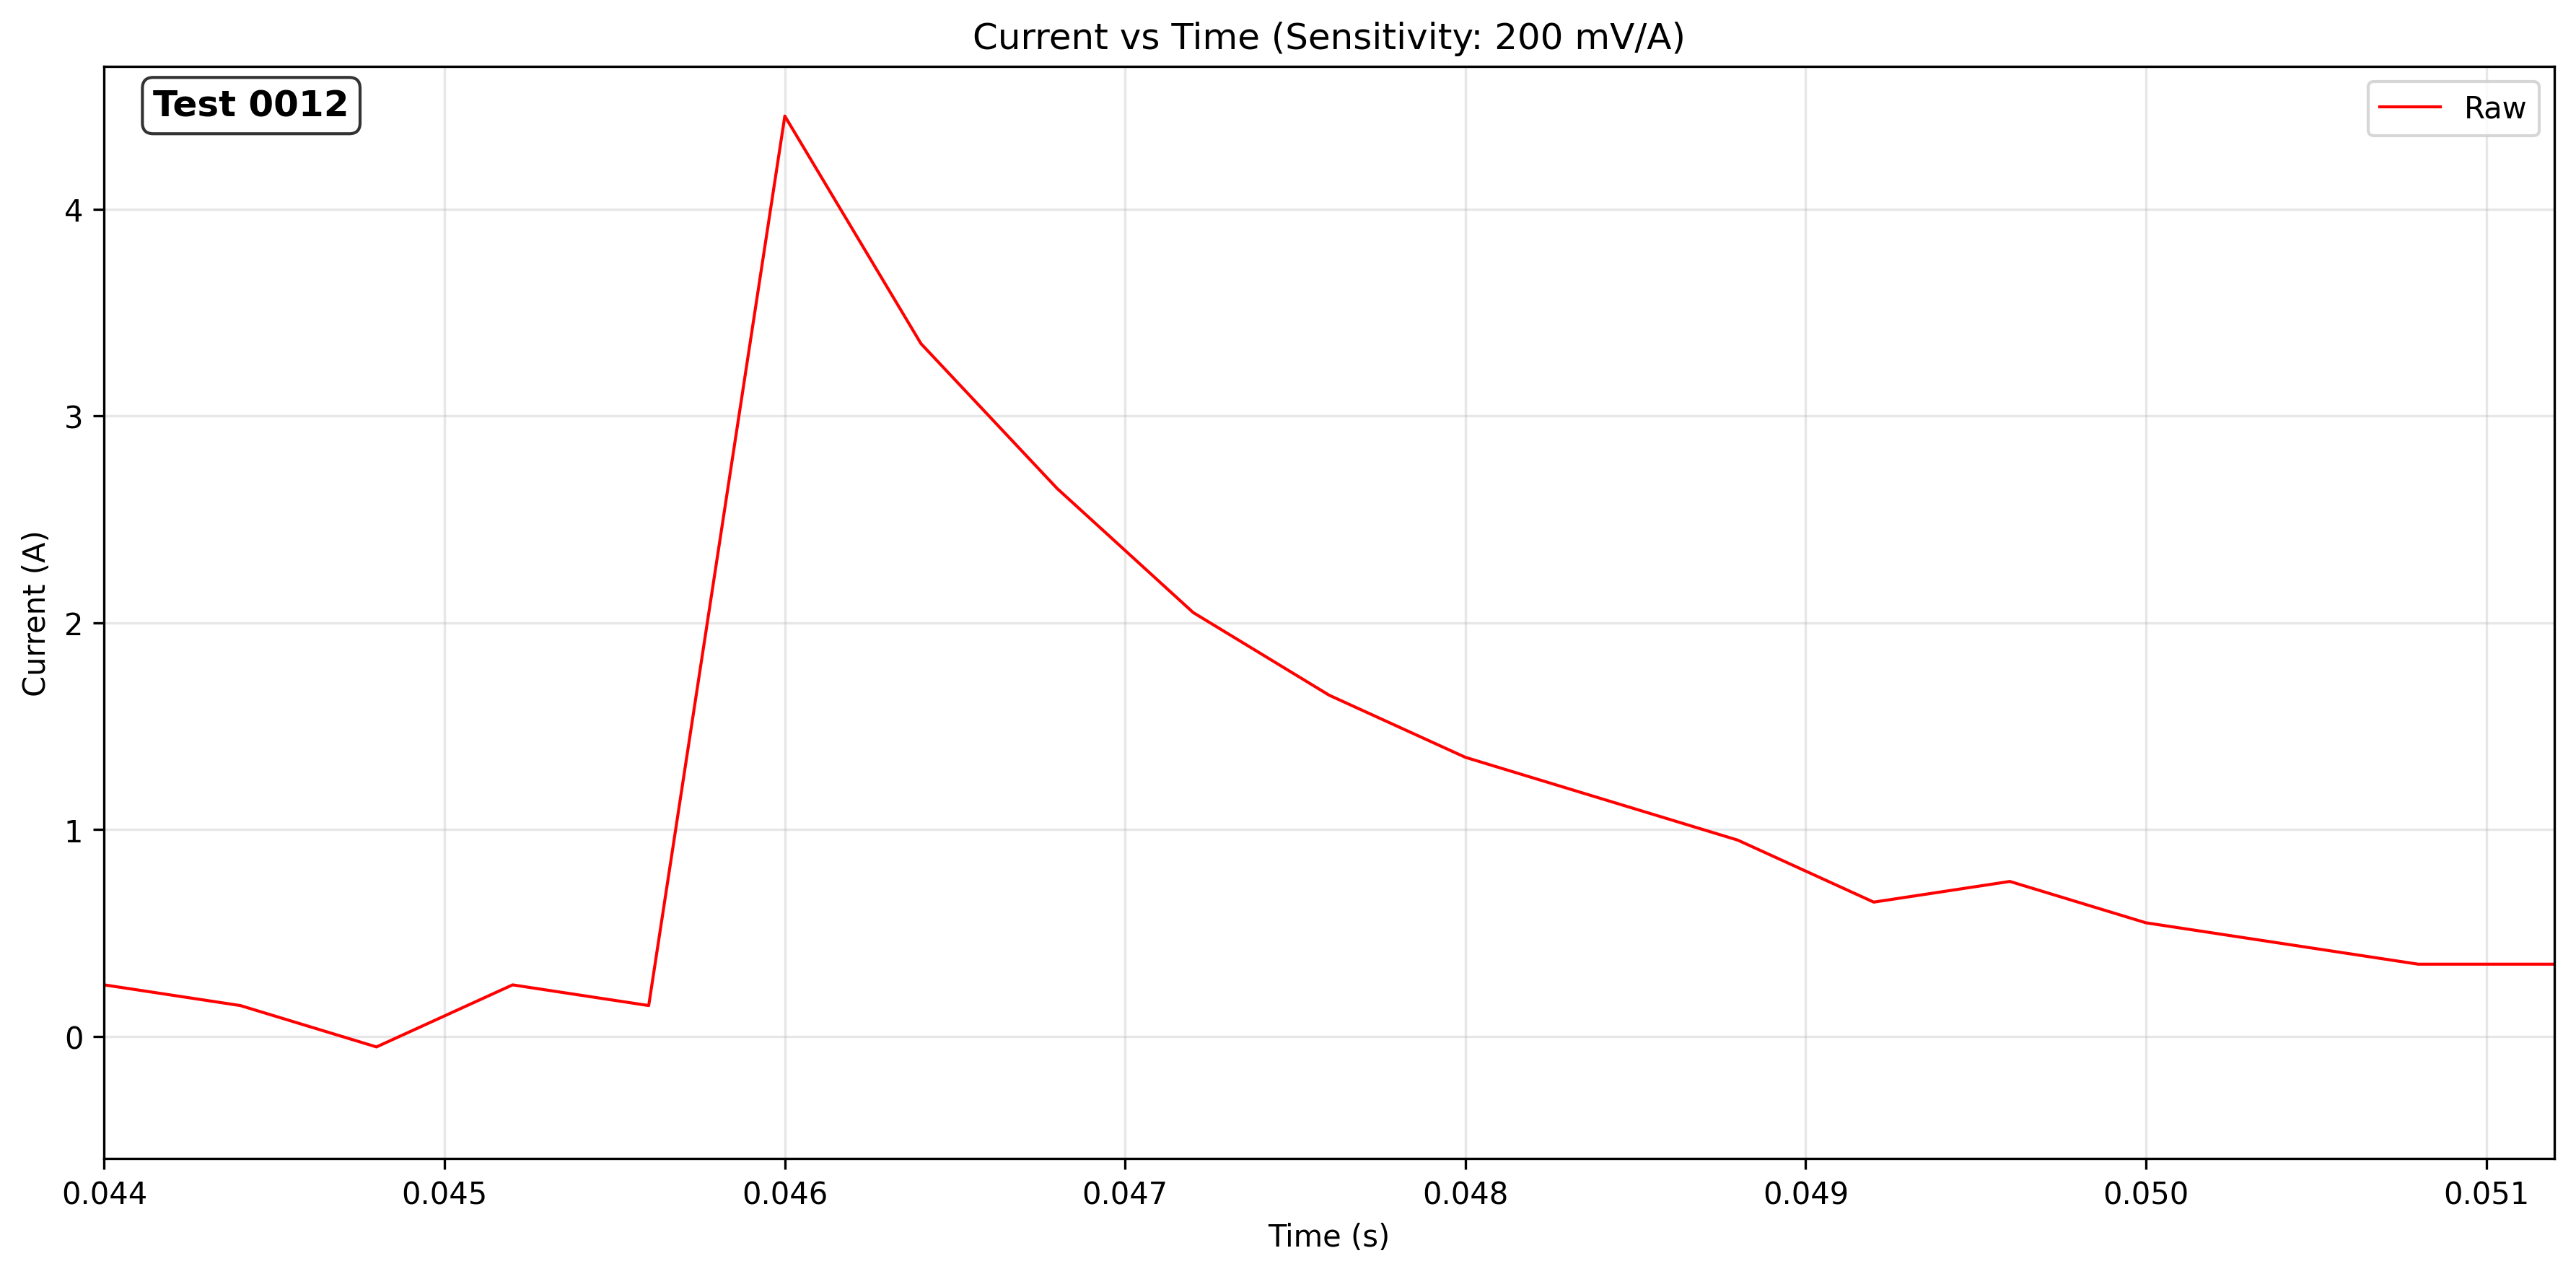 Current vs Time (Sensitivity: 200 mV/A)
Test 0012
Raw
Current (A)
4
3
2
1
0
0.044 0.045 0.046 0.047 0.048 0.049 0.050 0.051
Time (s)